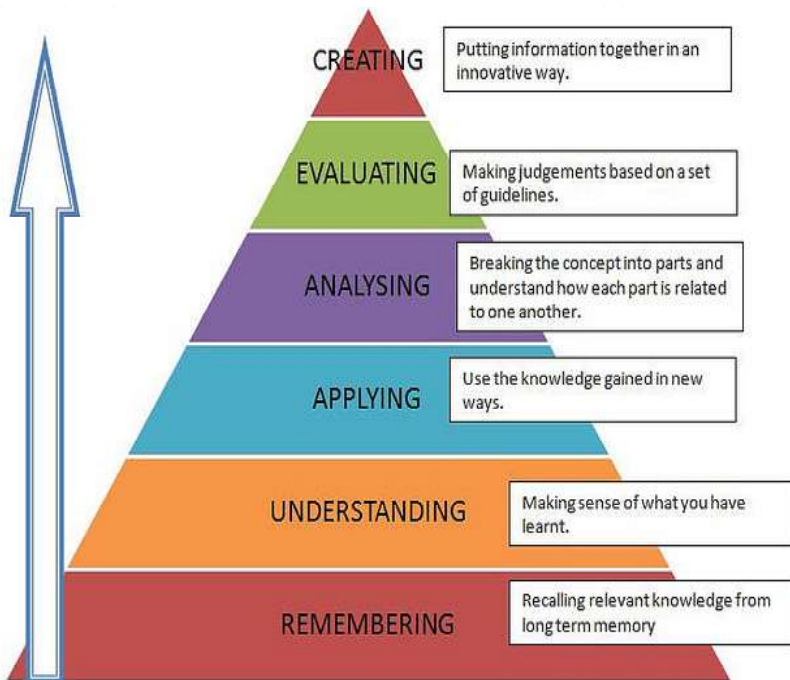 CREATING
Putting information together in an
innovative way.
EVALUATING
Making judgements based on a set
of guidelines.
ANALYSING
Breaking the concept into parts and
understand how each part is related
to one another.
APPLYING
Use the knowledge gained in new
ways.
UNDERSTANDING
Making sense of what you have
learnt.
REMEMBERING
Recalling relevant knowledge from
long term memory